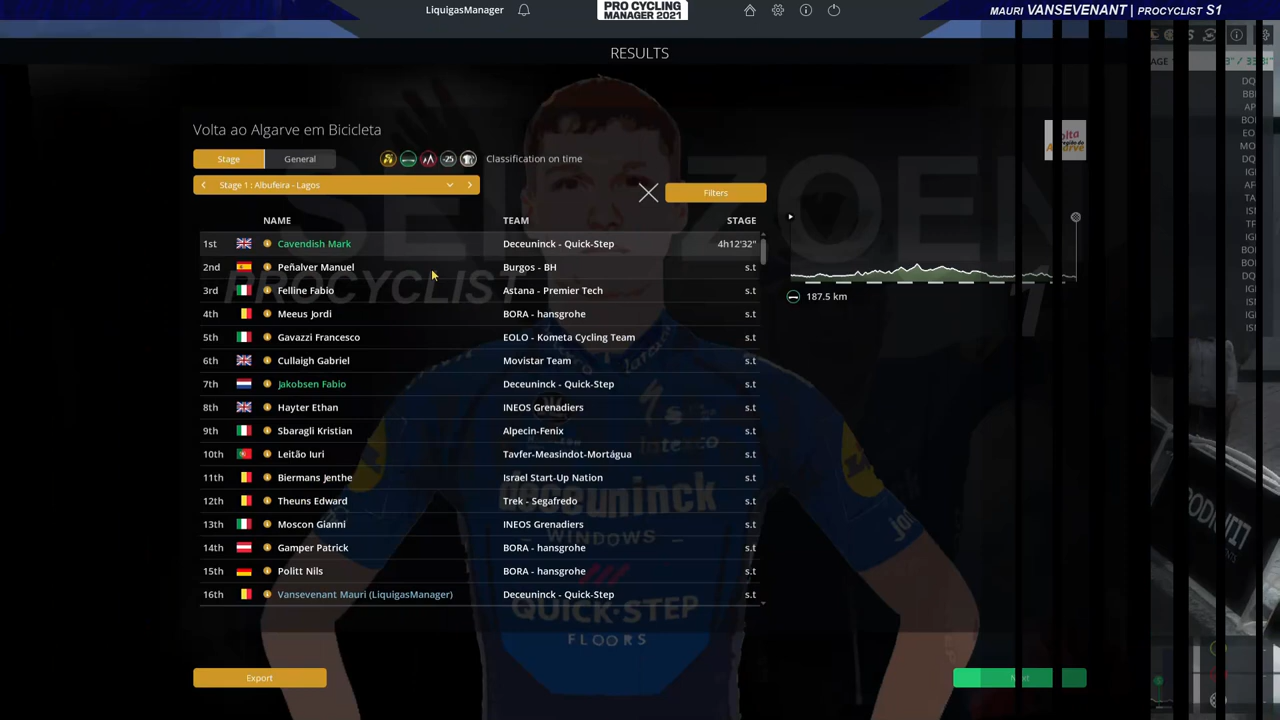 LiquigasManager
PRO CYCLING
MANAGER 2021
MAURI VANSEVENANT | PROCYCLIST S1
RESULTS
Volta ao Algarve em Bicicleta
Stage General Classification on time
Stage 1 : Albufeira - Lagos
Filters
NAME TEAM STAGE
1st Cavendish Mark Deceuninck - Quick-Step 4h12'32"
2nd Peñalver Manuel Burgos - BH s.t
3rd Felline Fabio Astana - Premier Tech s.t
4th Meeus Jordi BORA - hansgrohe s.t
5th Gavazzi Francesco EOLO - Kometa Cycling Team s.t
6th Cullaigh Gabriel Movistar Team s.t
7th Jakobsen Fabio Deceuninck - Quick-Step s.t
8th Hayter Ethan INEOS Grenadiers s.t
9th Sbaragli Kristian Alpecin-Fenix s.t
10th Leitão Iuri Tavfer-Measindot-Mortágua s.t
11th Biermans Jenthe Israel Start-Up Nation s.t
12th Theuns Edward Trek - Segafredo s.t
13th Moscon Gianni INEOS Grenadiers s.t
14th Gamper Patrick BORA - hansgrohe s.t
15th Politt Nils BORA - hansgrohe s.t
16th Vansevenant Mauri (LiquigasManager) Deceuninck - Quick-Step s.t
187.5 km
PROCYCLIST
WINDOWS
QUICK·STEP
FLOORS
Export
Next